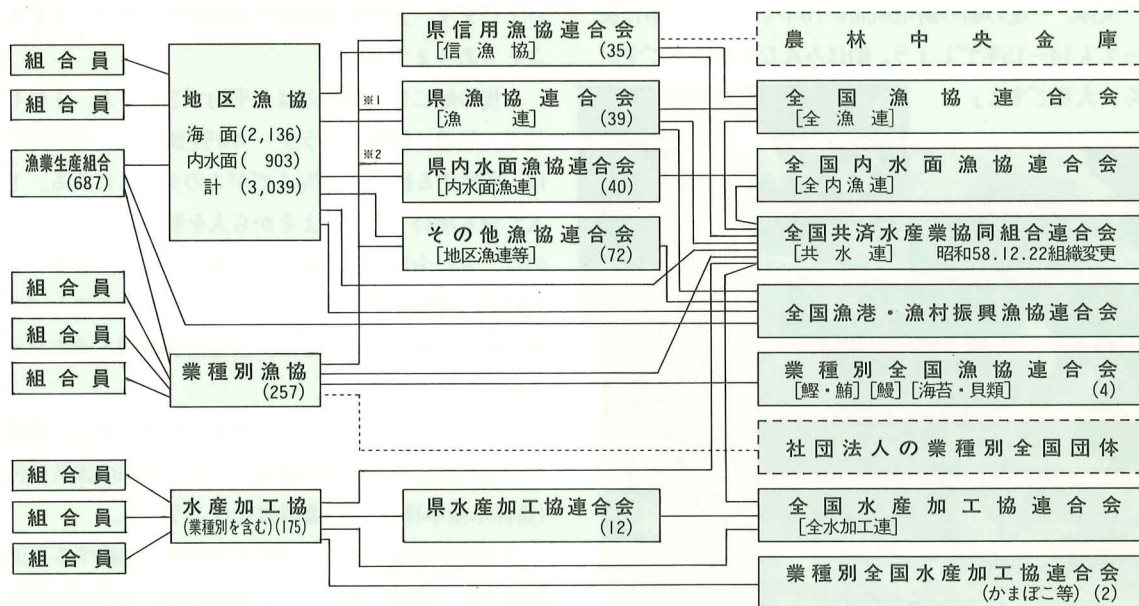 組合員
組合員
漁業生産組合
(687)
組合員
組合員
組合員
組合員
組合員
組合員
地区漁協
海面(2,136)
内水面( 903)
計 (3,039)
業種別漁協
(257)
水産加工協
(業種別を含む)(175)
※1
※2
県信用漁協連合会
[信漁協] (35)
県漁協連合会
[漁連] (39)
県内水面漁協連合会
[内水面漁連] (40)
その他漁協連合会
[地区漁連等] (72)
県水産加工協連合会
(12)
農林中央金庫
全国漁協連合会
[全漁連]
全国内水面漁協連合会
[全内漁連]
全国共済水産業協同組合連合会
[共水連] 昭和58.12.22組織変更
全国漁港・漁村振興漁協連合会
業種別全国漁協連合会
[鰹・鮪] [鰻] [海苔・貝類] (4)
社団法人の業種別全国団体
全国水産加工協連合会
[全水加工連]
業種別全国水産加工協連合会
(かまぼこ等) (2)